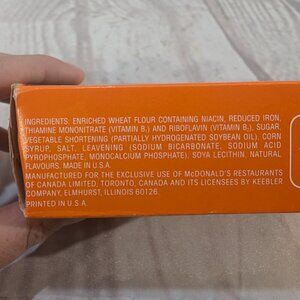 INGREDIENTS. ENRICHED WHEAT FLOUR CONTAINING NIACIN, REDUCED IRON,
THIAMINE MONONITRATE (VITAMIN B₁) AND RIBOFLAVIN (VITAMIN B₂), SUGAR,
VEGETABLE SHORTENING (PARTIALLY HYDROGENATED SOYBEAN OIL), CORN
SYRUP, SALT, LEAVENING (SODIUM BICARBONATE, SODIUM ACID
PYROPHOSPHATE, MONOCALCIUM PHOSPHATE), SOYA LECITHIN, NATURAL
FLAVOURS. MADE IN U.S.A.
MANUFACTURED FOR THE EXCLUSIVE USE OF McDONALD'S RESTAURANTS
OF CANADA LIMITED, TORONTO, CANADA AND ITS LICENSEES BY KEEBLER
COMPANY, ELMHURST, ILLINOIS 60126.
PRINTED IN U.S.A.